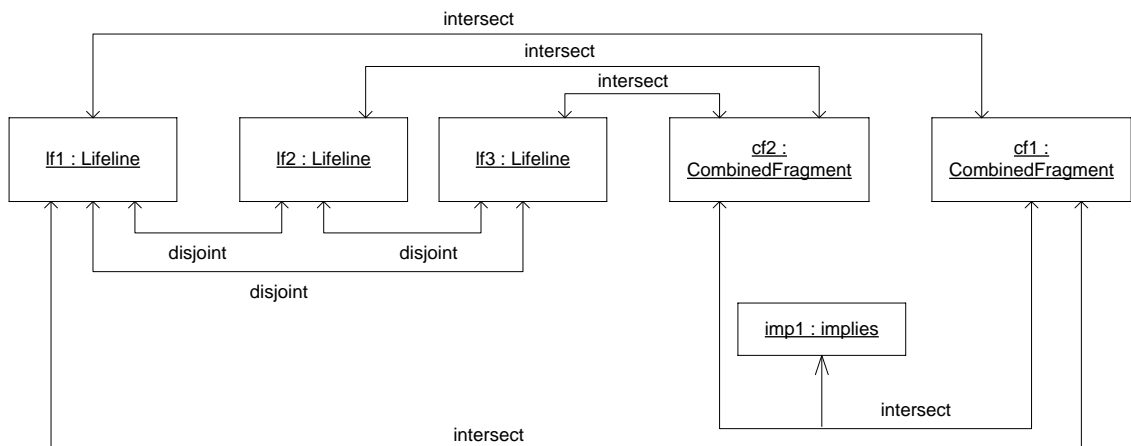 intersect
intersect
intersect
lf1 : Lifeline
lf2 : Lifeline
lf3 : Lifeline
cf2 :
CombinedFragment
cf1 :
CombinedFragment
disjoint
disjoint
disjoint
imp1 : implies
intersect
intersect